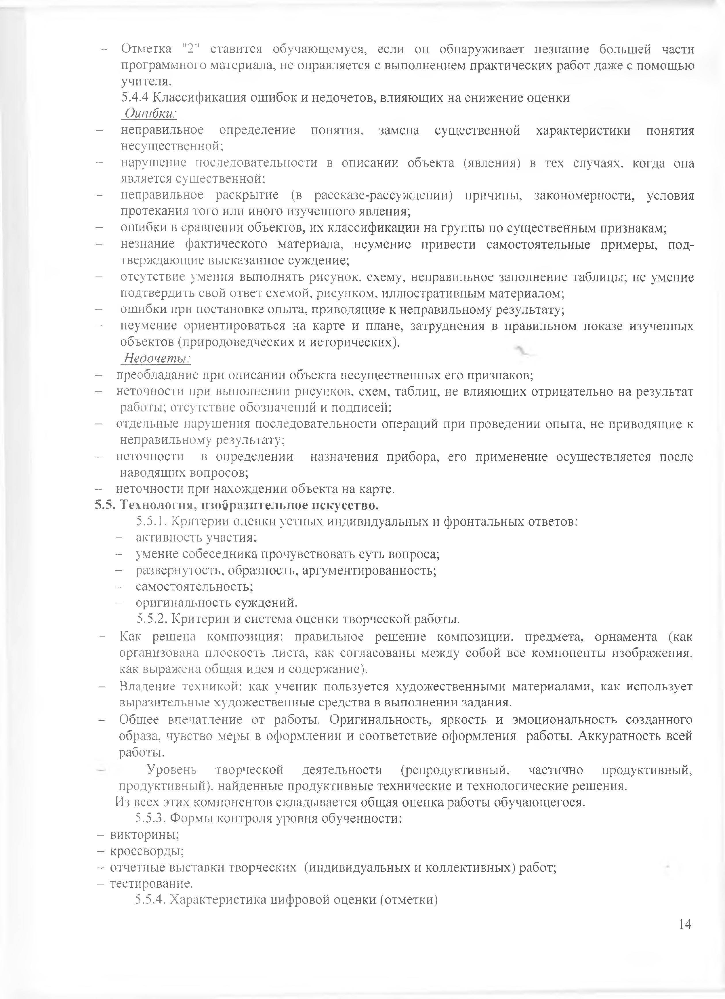 – Отметка "2" ставится обучающемуся, если он обнаруживает незнание большей части
программного материала, не оправляется с выполнением практических работ даже с помощью
учителя.
5.4.4 Классификация ошибок и недочетов, влияющих на снижение оценки
Ошибки:
– неправильное определение понятия, замена существенной характеристики понятия
несущественной;
– нарушение последовательности в описании объекта (явления) в тех случаях, когда она
является существенной;
– неправильное раскрытие (в рассказе-рассуждении) причины, закономерности, условия
протекания того или иного изученного явления;
– ошибки в сравнении объектов, их классификации на группы по существенным признакам;
– незнание фактического материала, неумение привести самостоятельные примеры, под-
тверждающие высказанное суждение;
– отсутствие умения выполнять рисунок, схему, неправильное заполнение таблицы; не умение
подтвердить свой ответ схемой, рисунком, иллюстративным материалом;
– ошибки при постановке опыта, приводящие к неправильному результату;
– неумение ориентироваться на карте и плане, затруднения в правильном показе изученных
объектов (природоведческих и исторических).
Недочеты:
– преобладание при описании объекта несущественных его признаков;
– неточности при выполнении рисунков, схем, таблиц, не влияющих отрицательно на результат
работы; отсутствие обозначений и подписей;
– отдельные нарушения последовательности операций при проведении опыта, не приводящие к
неправильному результату;
– неточности в определении назначения прибора, его применение осуществляется после
наводящих вопросов;
– неточности при нахождении объекта на карте.
5.5. Технология, изобразительное искусство.
5.5.1. Критерии оценки устных индивидуальных и фронтальных ответов:
– активность участия;
– умение собеседника прочувствовать суть вопроса;
– развернутость, образность, аргументированность;
– самостоятельность;
– оригинальность суждений.
5.5.2. Критерии и система оценки творческой работы.
– Как решена композиция: правильное решение композиции, предмета, орнамента (как
организована плоскость листа, как согласованы между собой все компоненты изображения,
как выражена общая идея и содержание).
– Владение техникой: как ученик пользуется художественными материалами, как использует
выразительные художественные средства в выполнении задания.
– Общее впечатление от работы. Оригинальность, яркость и эмоциональность созданного
образа, чувство меры в оформлении и соответствие оформления работы. Аккуратность всей
работы.
– Уровень творческой деятельности (репродуктивный, частично продуктивный,
продуктивный), найденные продуктивные технические и технологические решения.
Из всех этих компонентов складывается общая оценка работы обучающегося.
5.5.3. Формы контроля уровня обученности:
– викторины;
– кроссворды;
– отчетные выставки творческих (индивидуальных и коллективных) работ;
– тестирование.
5.5.4. Характеристика цифровой оценки (отметки)
14